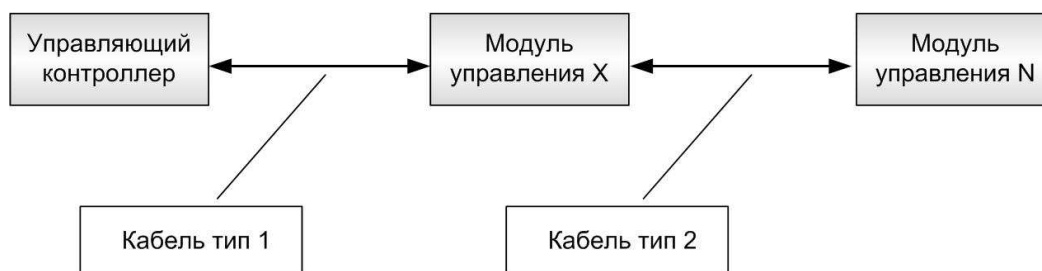 Управляющий
контроллер
Модуль
управления X
Модуль
управления N
Кабель тип 1
Кабель тип 2